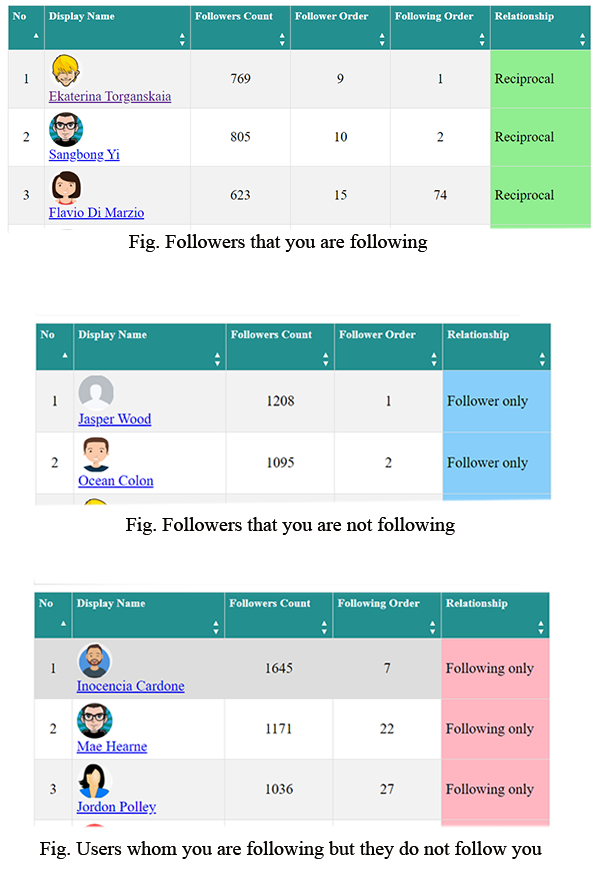 No Display Name Followers Count Follower Order Following Order Relationship
1 Ekaterina Torganskaia 769 9 1 Reciprocal
2 Sangbong Yi 805 10 2 Reciprocal
3 Flavio Di Marzio 623 15 74 Reciprocal
Fig. Followers that you are following
No Display Name Followers Count Follower Order Relationship
1 Jasper Wood 1208 1 Follower only
2 Ocean Colon 1095 2 Follower only
Fig. Followers that you are not following
No Display Name Followers Count Following Order Relationship
1 Inocencia Cardone 1645 7 Following only
2 Mae Hearne 1171 22 Following only
3 Jordon Polley 1036 27 Following only
Fig. Users whom you are following but they do not follow you